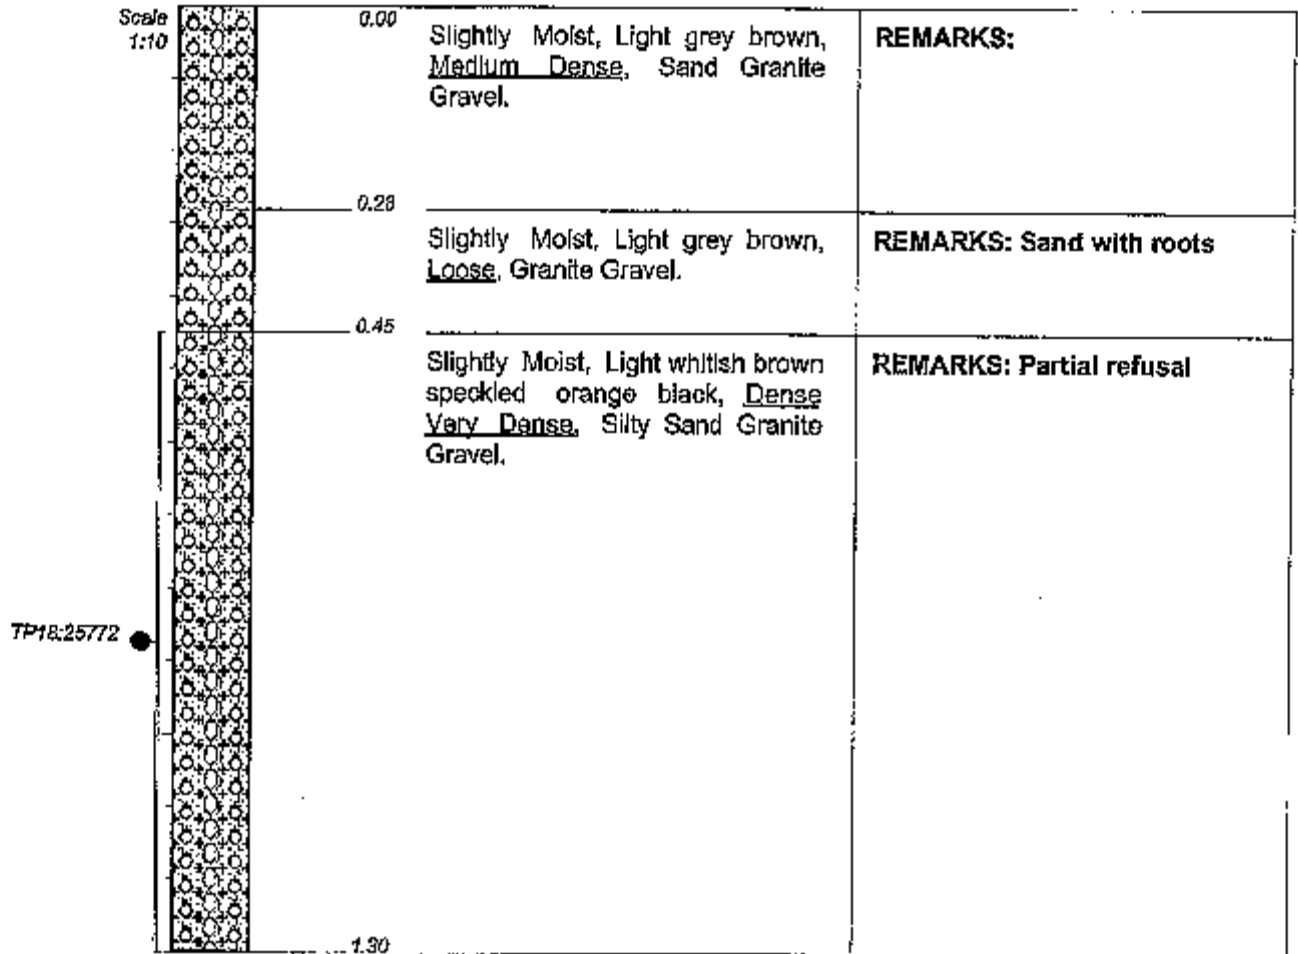 Scale
1:10
0.00
Slightly Moist, Light grey brown,
Medium Dense, Sand Granite
Gravel.
REMARKS:
0.28
Slightly Moist, Light grey brown,
Loose, Granite Gravel.
REMARKS: Sand with roots
0.45
Slightly Moist, Light whitish brown
speckled orange black, Dense
Very Dense, Silty Sand Granite
Gravel.
REMARKS: Partial refusal
TP18:25772
1.30